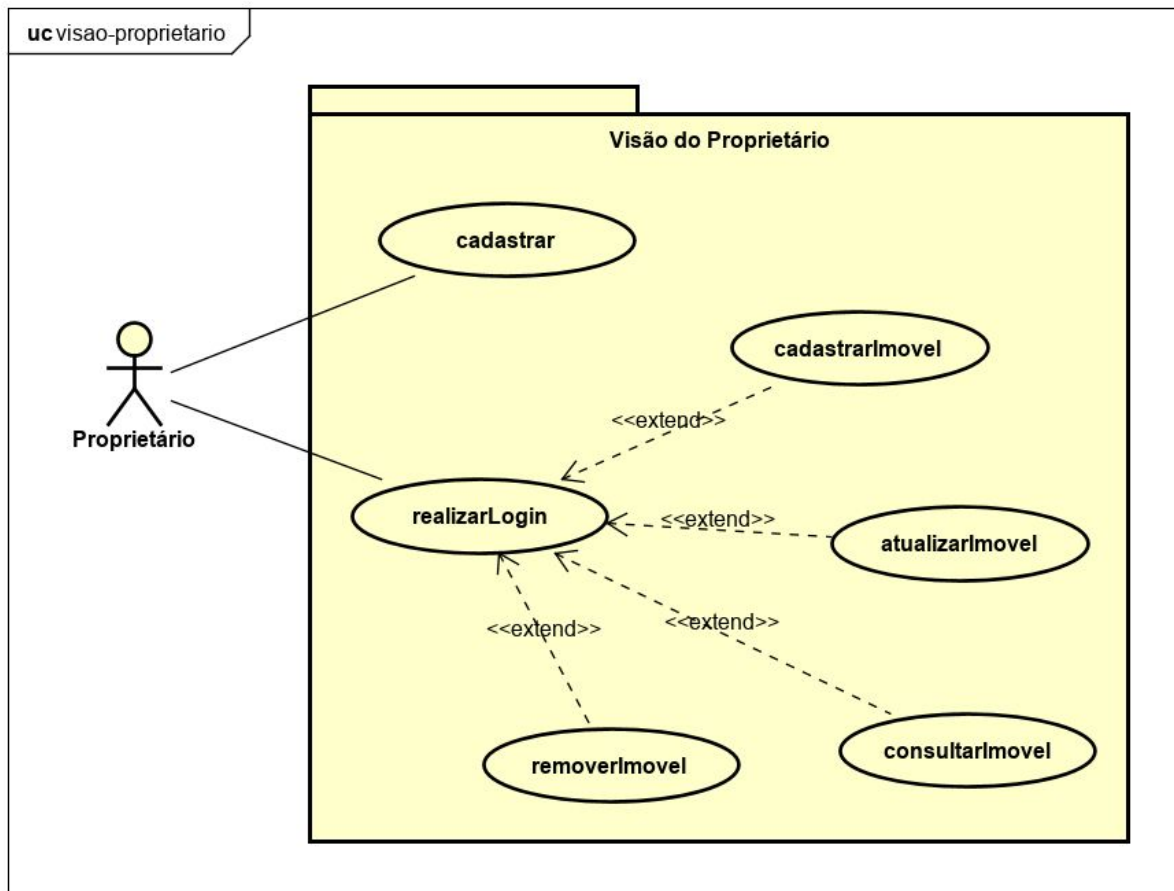 uc visao-proprietario
Visão do Proprietário
cadastrar
cadastrarImovel
<<extend>>
Proprietário
realizarLogin
<<extend>>
atualizarImovel
<<extend>>
<<extend>>
removerImovel
consultarImovel